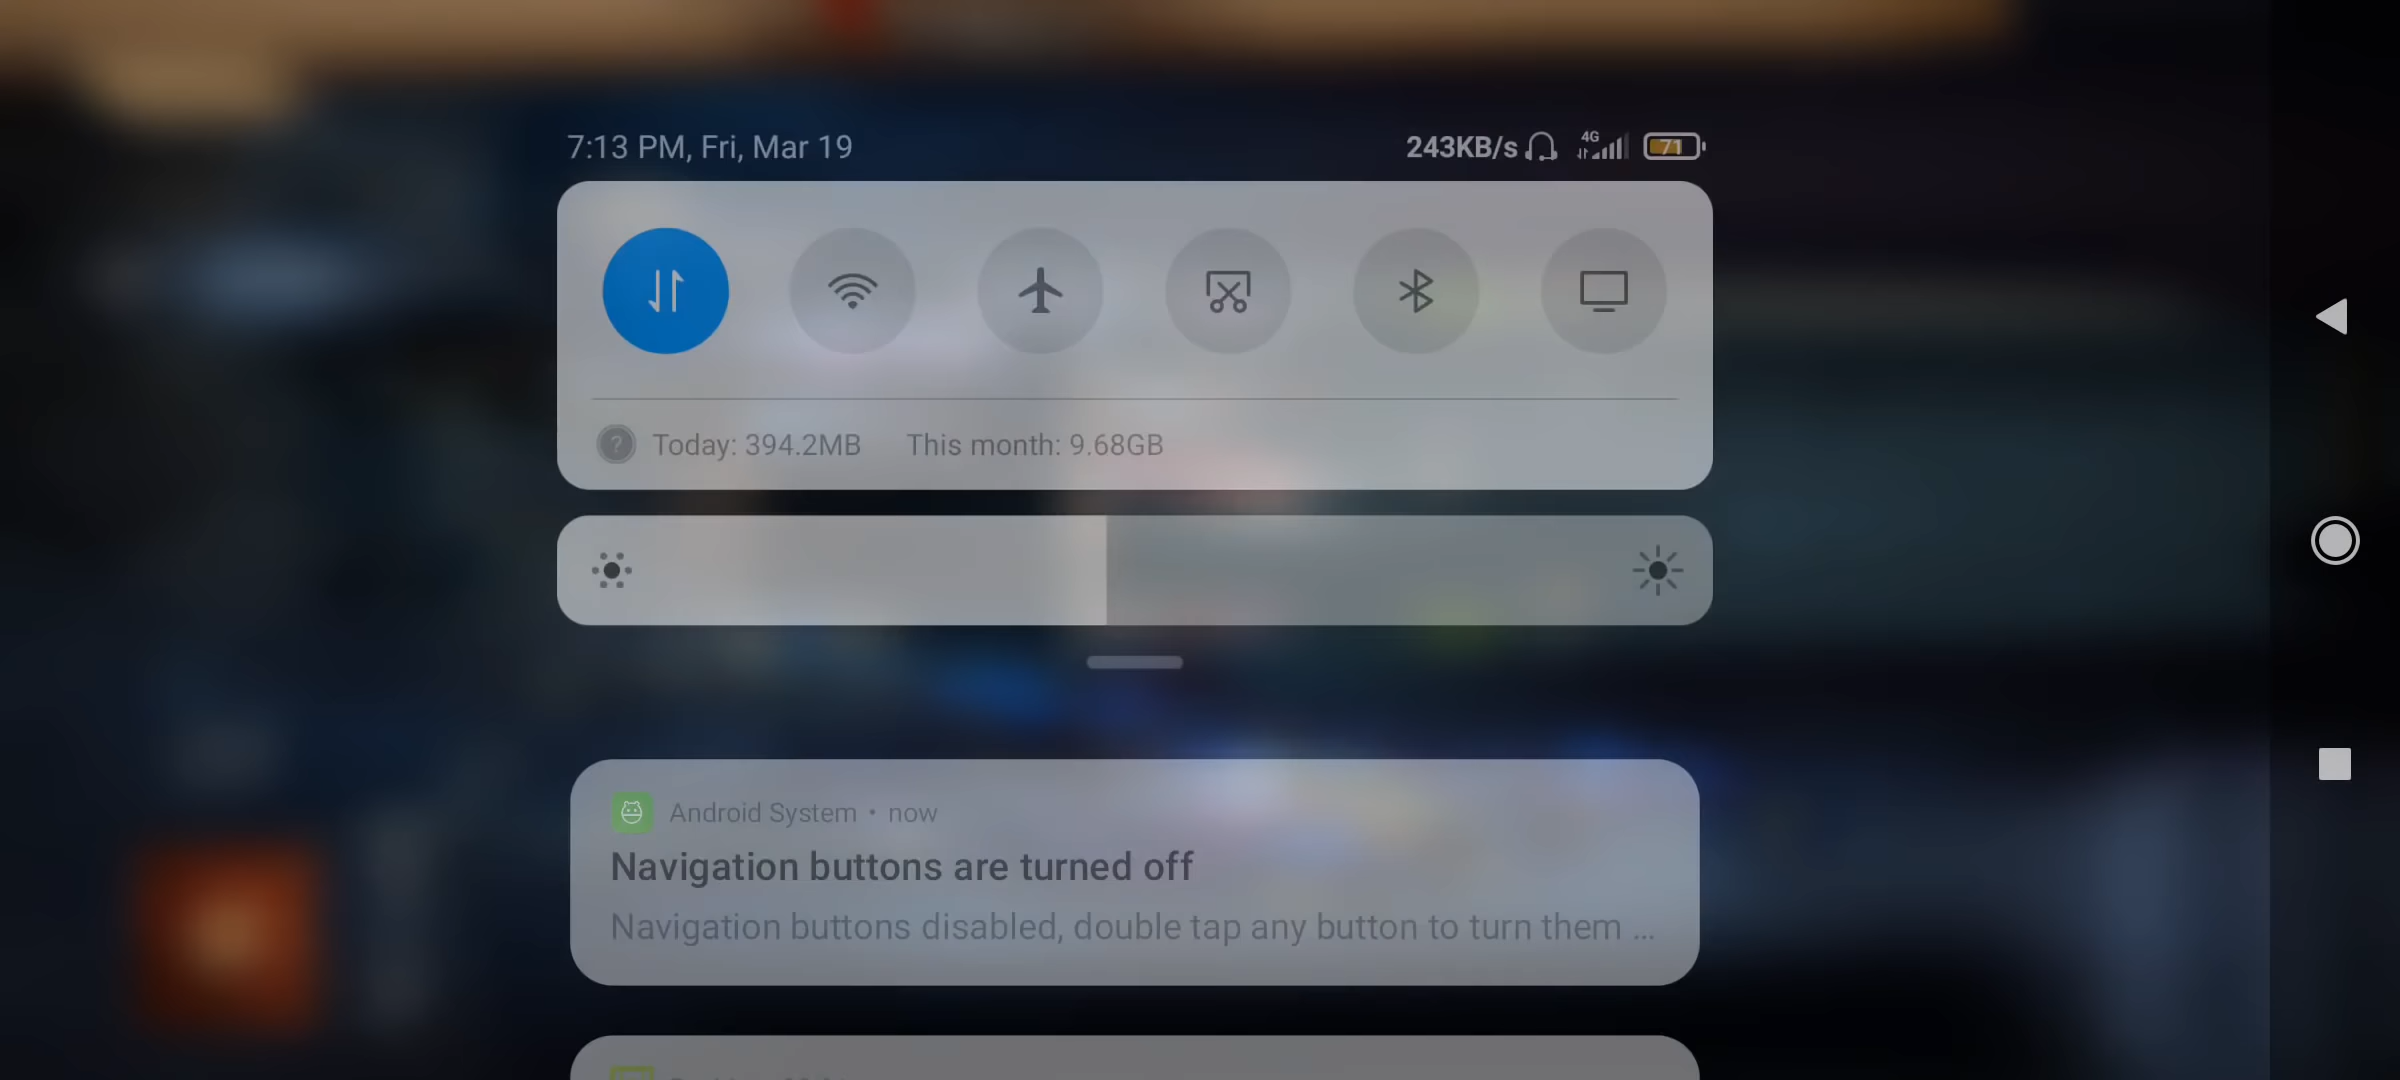 7:13 PM, Fri, Mar 19 243KB/s 4G 71
Today: 394.2MB This month: 9.68GB
Android System • now
Navigation buttons are turned off
Navigation buttons disabled, double tap any button to turn them ...